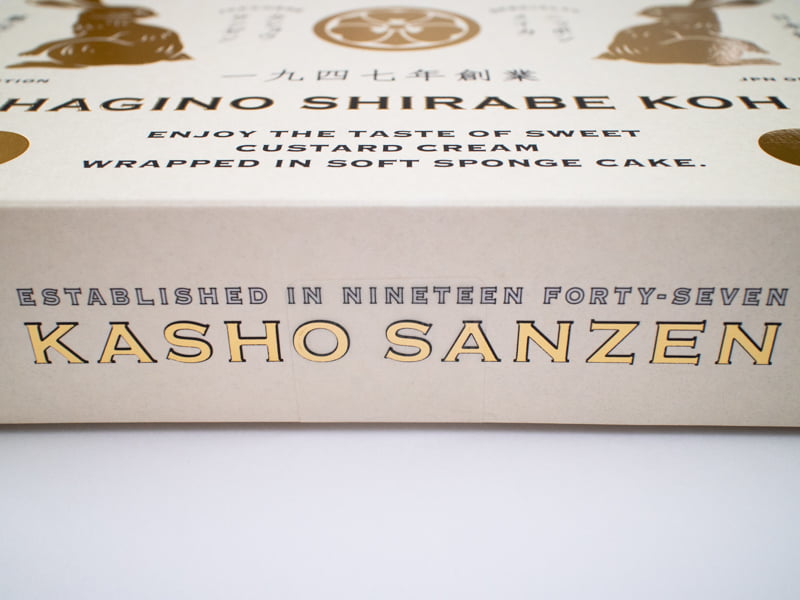 一九四七年創業
HAGINO SHIRABE KOH
ENJOY THE TASTE OF SWEET
CUSTARD CREAM
WRAPPED IN SOFT SPONGE CAKE.
ESTABLISHED IN NINETEEN FORTY-SEVEN
KASHO SANZEN